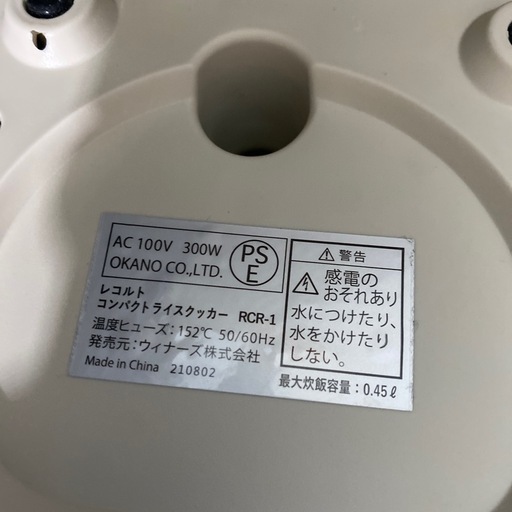 AC 100V 300W
OKANO CO.,LTD.
PS
E
レコルト
コンパクトライスクッカー RCR-1
温度ヒューズ:152℃ 50/60Hz
発売元:ウィナーズ株式会社
Made in China 210802
⚠ 警告
感電の
おそれあり
水につけたり、
水をかけたり
しない。
最大炊飯容量:0.45ℓ